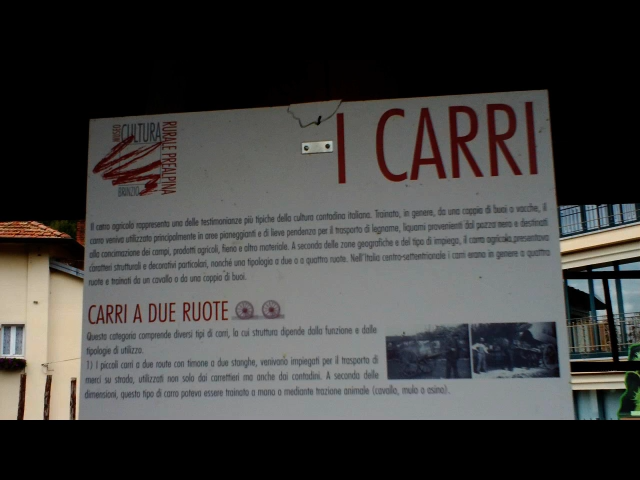 I CARRI
MUSEO
CULTURA
RURALE PREALPINA
BRINZIO
Il carro agricolo rappresenta una delle testimonianze più tipiche della cultura contadina italiana. Trainato, in genere, da una coppia di buoi o vacche, il
carro veniva utilizzato principalmente in aree pianeggianti e di lieve pendenza per il trasporto di legname, liquami provenienti dal pozzo nero e destinati
alla concimazione dei campi, prodotti agricoli, fieno e altro materiale. A seconda delle zone geografiche e del tipo di impiego, il carro agricolo presentava
caratteri strutturali e decorativi particolari, nonché una tipologia a due o a quattro ruote. Nell'Italia centro-settentrionale i carri erano in genere a quattro
ruote e trainati da un cavallo o da una coppia di buoi.
CARRI A DUE RUOTE
Questa categoria comprende diversi tipi di carri, la cui struttura dipende dalla funzione e dalle
tipologie di utilizzo.
1) I piccoli carri a due ruote con timone a due stanghe, venivano impiegati per il trasporto di
merci su strada, utilizzati non solo dai carrettieri ma anche dai contadini. A seconda delle
dimensioni, questo tipo di carro poteva essere trainato a mano o mediante trazione animale (cavallo, mulo o asino).